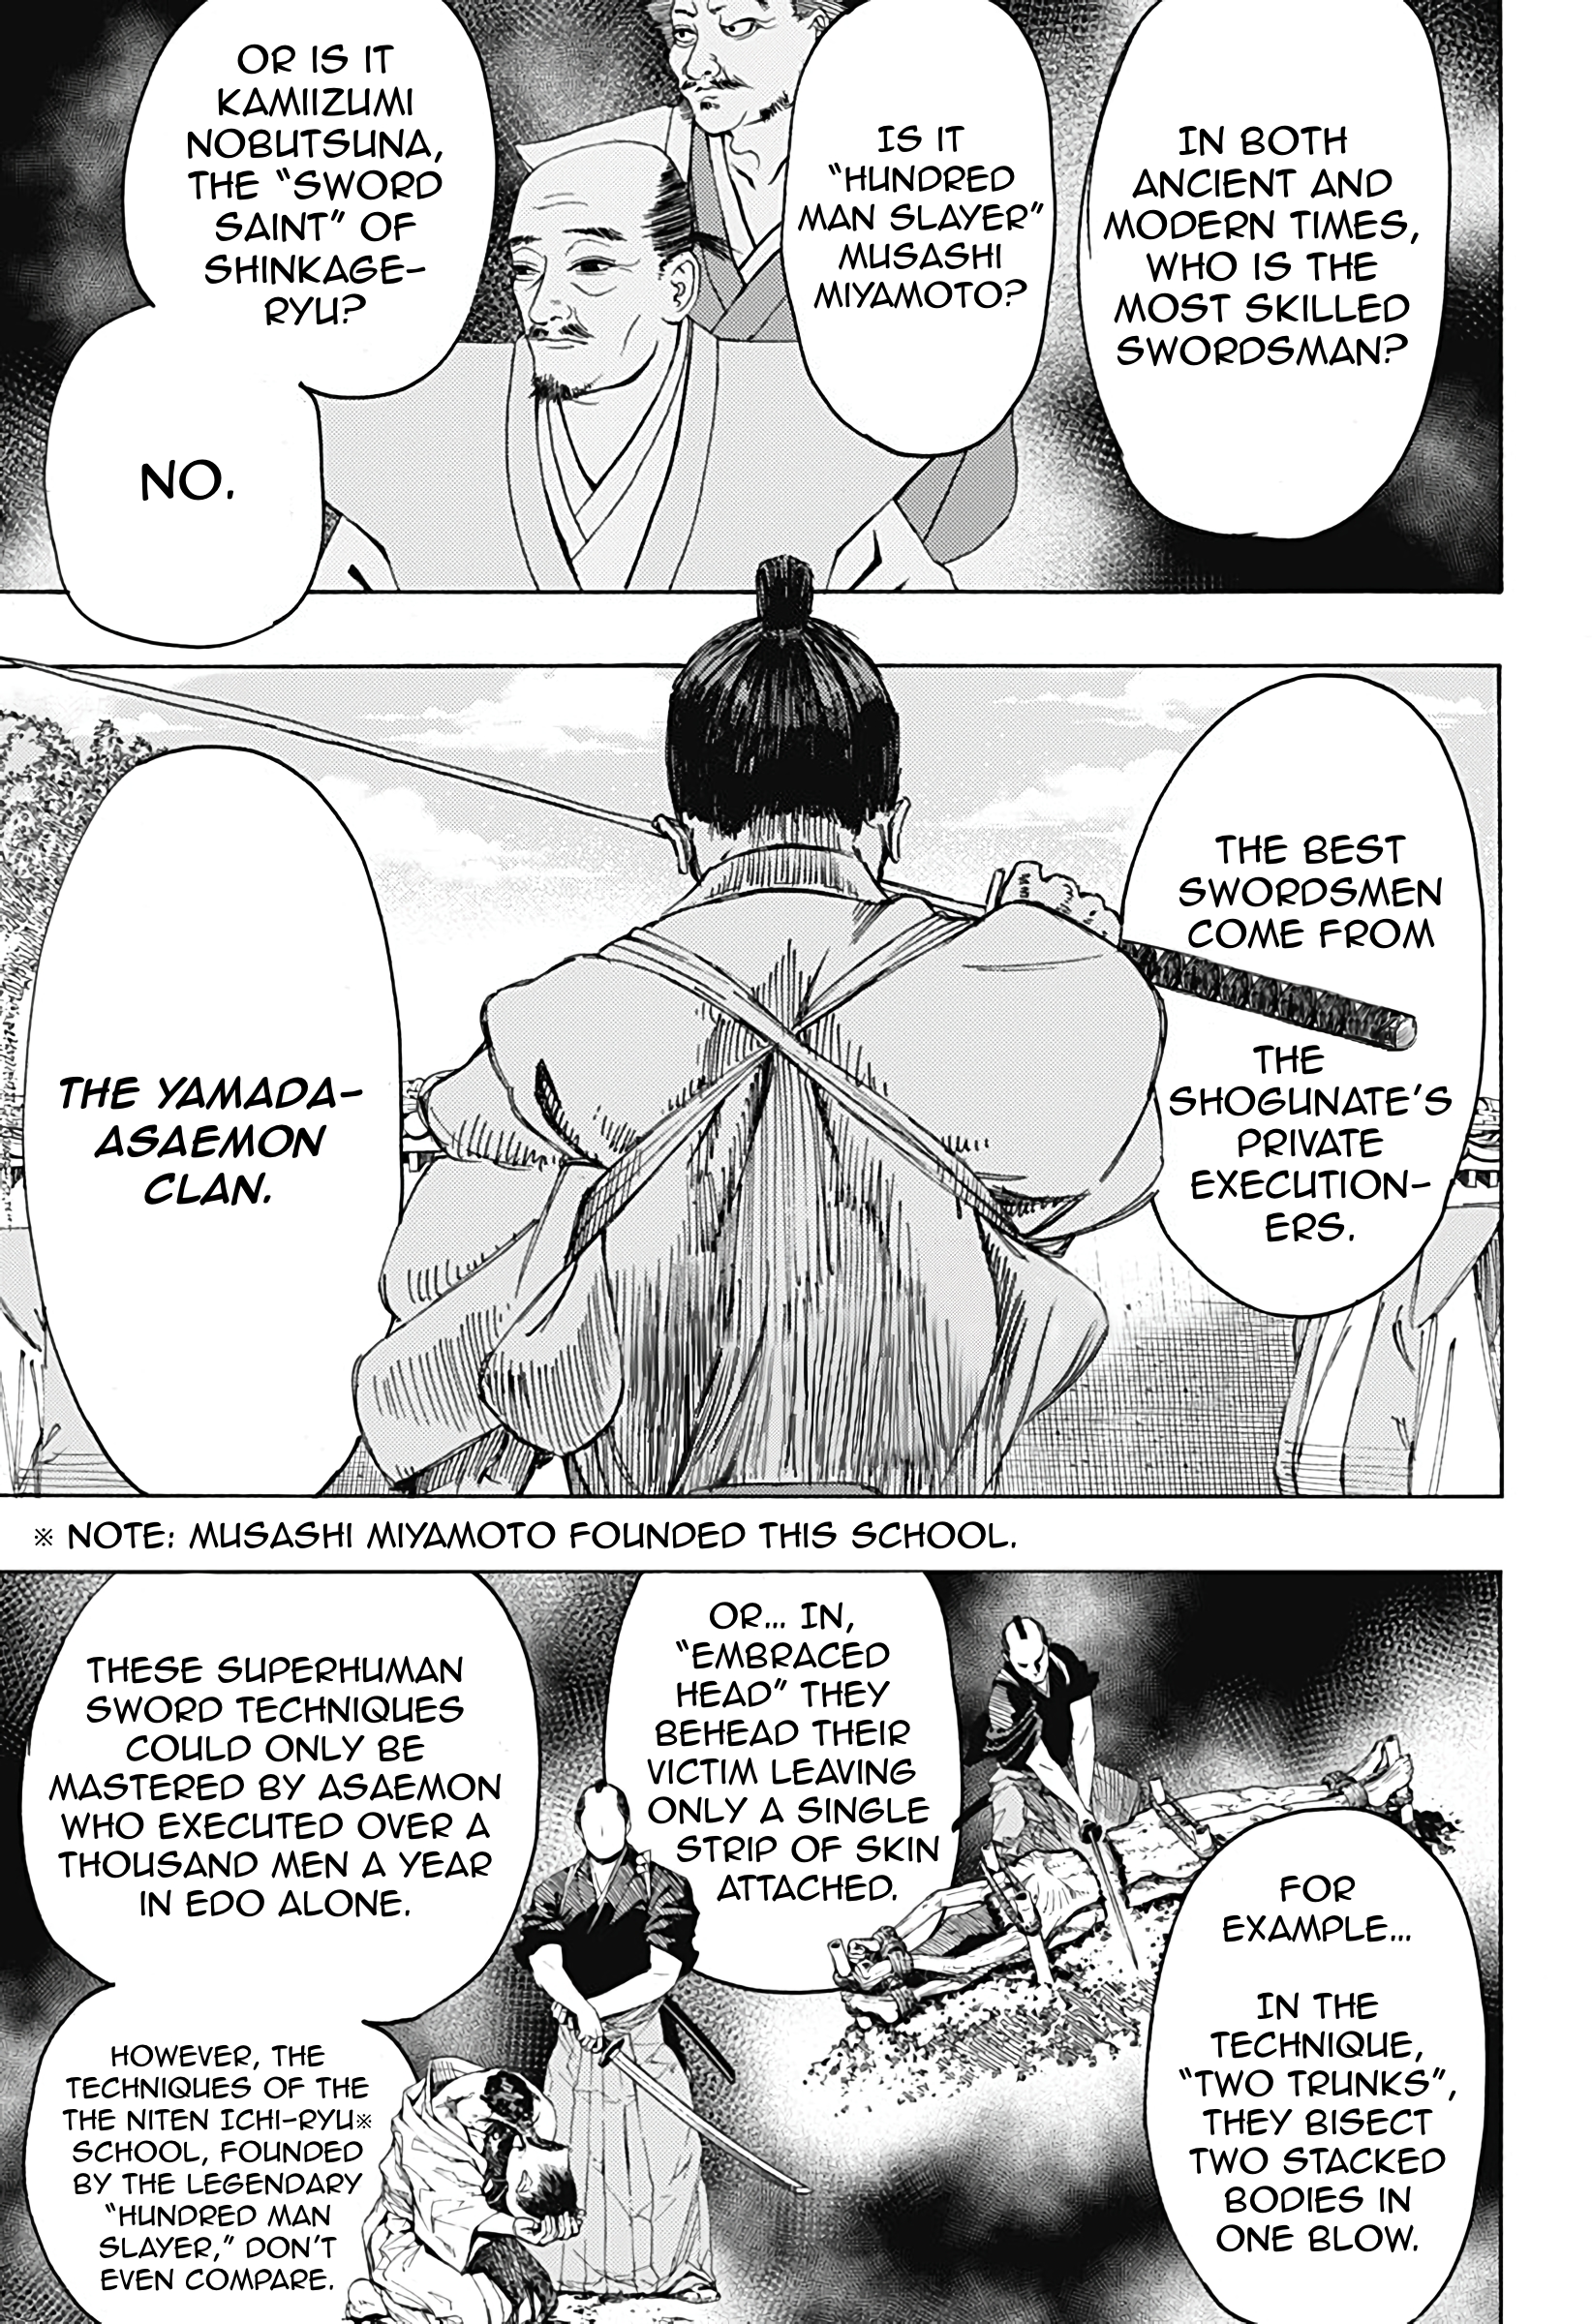 IN BOTH
ANCIENT AND
MODERN TIMES,
WHO IS THE
MOST SKILLED
SWORDSMAN?
IS IT
"HUNDRED
MAN SLAYER"
MUSASHI
MIYAMOTO?
OR IS IT
KAMIIZUMI
NOBUTSUNA,
THE "SWORD
SAINT" OF
SHINKAGE-
RYU?
NO.
THE BEST
SWORDSMEN
COME FROM
THE
SHOGUNATE'S
PRIVATE
EXECUTION-
ERS.
THE YAMADA-
ASAEMON
CLAN.
※ NOTE: MUSASHI MIYAMOTO FOUNDED THIS SCHOOL.
FOR
EXAMPLE...
IN THE
TECHNIQUE,
"TWO TRUNKS",
THEY BISECT
TWO STACKED
BODIES IN
ONE BLOW.
OR... IN,
"EMBRACED
HEAD" THEY
BEHEAD THEIR
VICTIM LEAVING
ONLY A SINGLE
STRIP OF SKIN
ATTACHED.
THESE SUPERHUMAN
SWORD TECHNIQUES
COULD ONLY BE
MASTERED BY ASAEMON
WHO EXECUTED OVER A
THOUSAND MEN A YEAR
IN EDO ALONE.
HOWEVER, THE
TECHNIQUES OF THE
THE NITEN ICHI-RYU※
SCHOOL, FOUNDED
BY THE LEGENDARY
"HUNDRED MAN
SLAYER," DON'T
EVEN COMPARE.